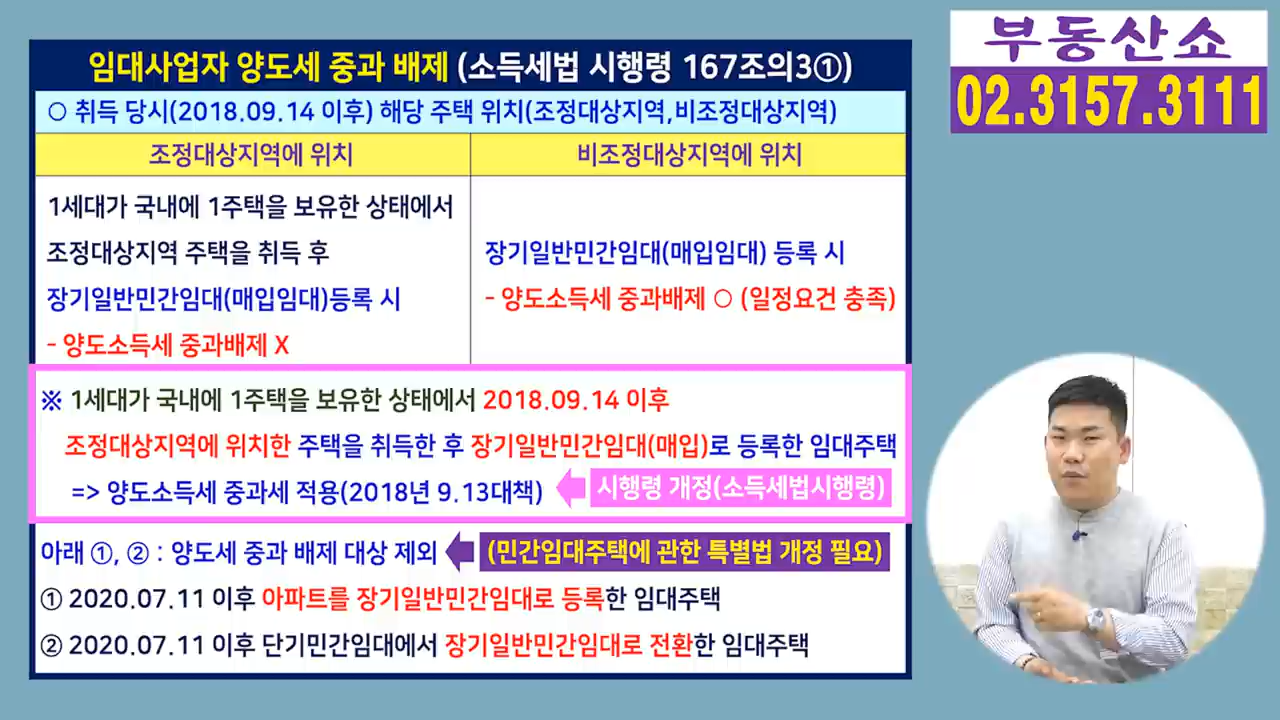 임대사업자 양도세 중과 배제 (소득세법 시행령 167조의3①)
○ 취득 당시(2018.09.14 이후) 해당 주택 위치(조정대상지역,비조정대상지역)
조정대상지역에 위치
비조정대상지역에 위치
1세대가 국내에 1주택을 보유한 상태에서
조정대상지역 주택을 취득 후
장기일반민간임대(매입임대)등록 시
- 양도소득세 중과배제 X
장기일반민간임대(매입임대) 등록 시
- 양도소득세 중과배제 ○ (일정요건 충족)
※ 1세대가 국내에 1주택을 보유한 상태에서 2018.09.14 이후
조정대상지역에 위치한 주택을 취득한 후 장기일반민간임대(매입)로 등록한 임대주택
=> 양도소득세 중과세 적용(2018년 9.13대책)
시행령 개정(소득세법시행령)
아래 ①, ② : 양도세 중과 배제 대상 제외
(민간임대주택에 관한 특별법 개정 필요)
① 2020.07.11 이후 아파트를 장기일반민간임대로 등록한 임대주택
② 2020.07.11 이후 단기민간임대에서 장기일반민간임대로 전환한 임대주택
부동산쇼
02.3157.3111